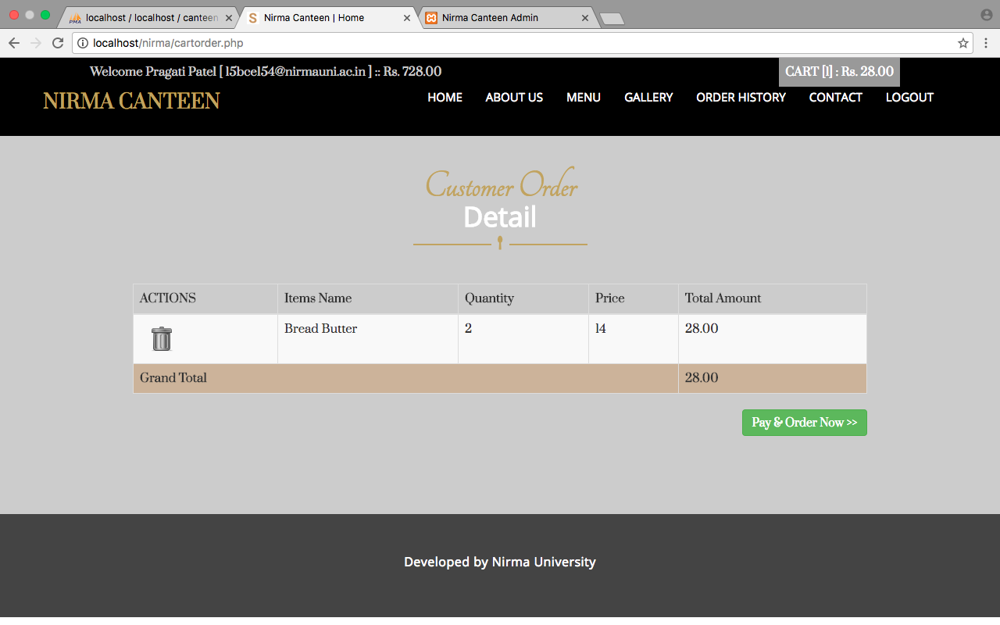 localhost / localhost / canteen
Nirma Canteen | Home
Nirma Canteen Admin
localhost/nirma/cartorder.php
Welcome Pragati Patel [ 15bce154@nirmauni.ac.in ] :: Rs. 728.00
CART [1] : Rs. 28.00
NIRMA CANTEEN
HOME ABOUT US MENU GALLERY ORDER HISTORY CONTACT LOGOUT
Customer Order
Detail
ACTIONS Items Name Quantity Price Total Amount
Bread Butter 2 14 28.00
Grand Total 28.00
Pay & Order Now >>
Developed by Nirma University